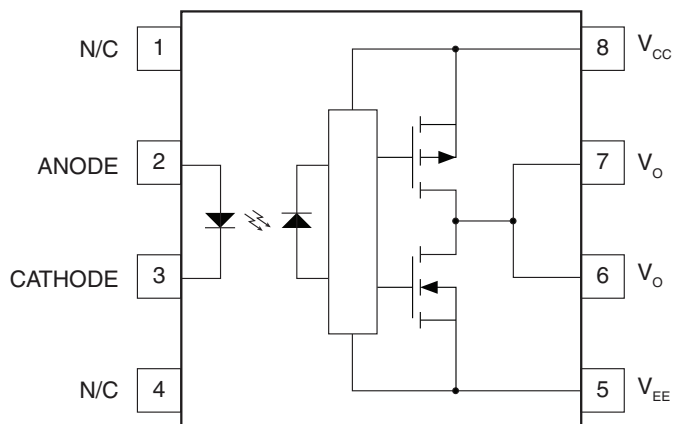 N/C 1 8 V_CC
ANODE 2 7 V_O
CATHODE 3 6 V_O
N/C 4 5 V_EE